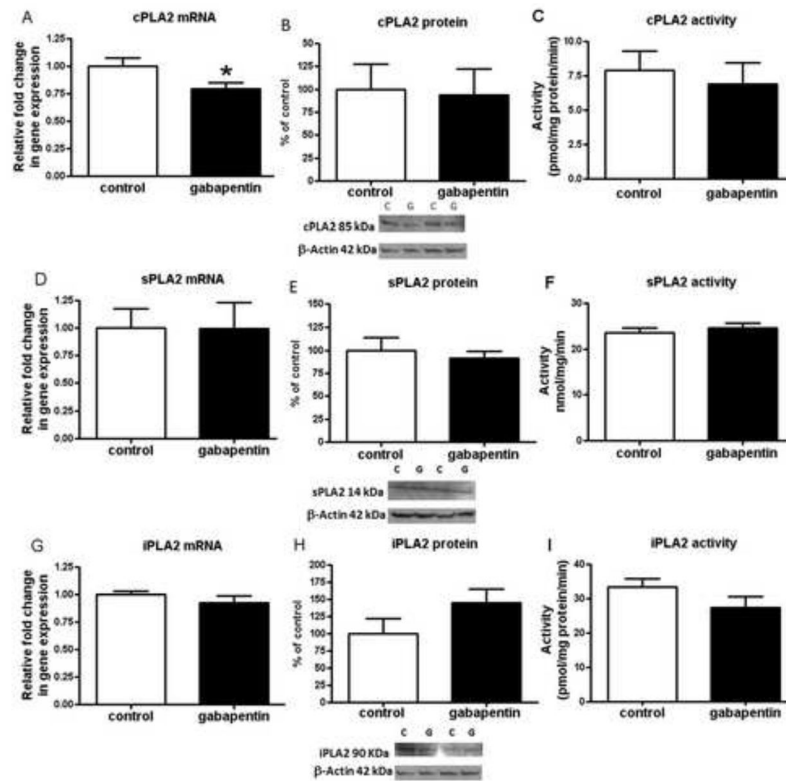 A
cPLA2 mRNA
Relative fold change
in gene expression
1.25
1.00
0.75
0.50
0.25
0.00
*
control gabapentin
B
cPLA2 protein
% of control
125
100
75
50
25
0
control gabapentin
C G C G
cPLA2 85 kDa
β-Actin 42 kDa
C
cPLA2 activity
Activity
(pmol/mg protein/min)
10.0
7.5
5.0
2.5
0.0
control gabapentin
D
sPLA2 mRNA
Relative fold change
in gene expression
1.25
1.00
0.75
0.50
0.25
0.00
control gabapentin
E
sPLA2 protein
% of control
150
125
100
75
50
25
0
control gabapentin
C G C G
sPLA2 14 kDa
β-Actin 42 kDa
F
sPLA2 activity
Activity
nmol/mg/min
30
20
10
0
control gabapentin
G
iPLA2 mRNA
Relative fold change
in gene expression
1.50
1.25
1.00
0.75
0.50
0.25
0.00
control gabapentin
H
iPLA2 protein
% of control
200
175
150
125
100
75
50
25
0
control gabapentin
C G C G
iPLA2 90 KDa
β-Actin 42 kDa
I
iPLA2 activity
Activity
(pmol/mg protein/min)
40
30
20
10
0
control gabapentin